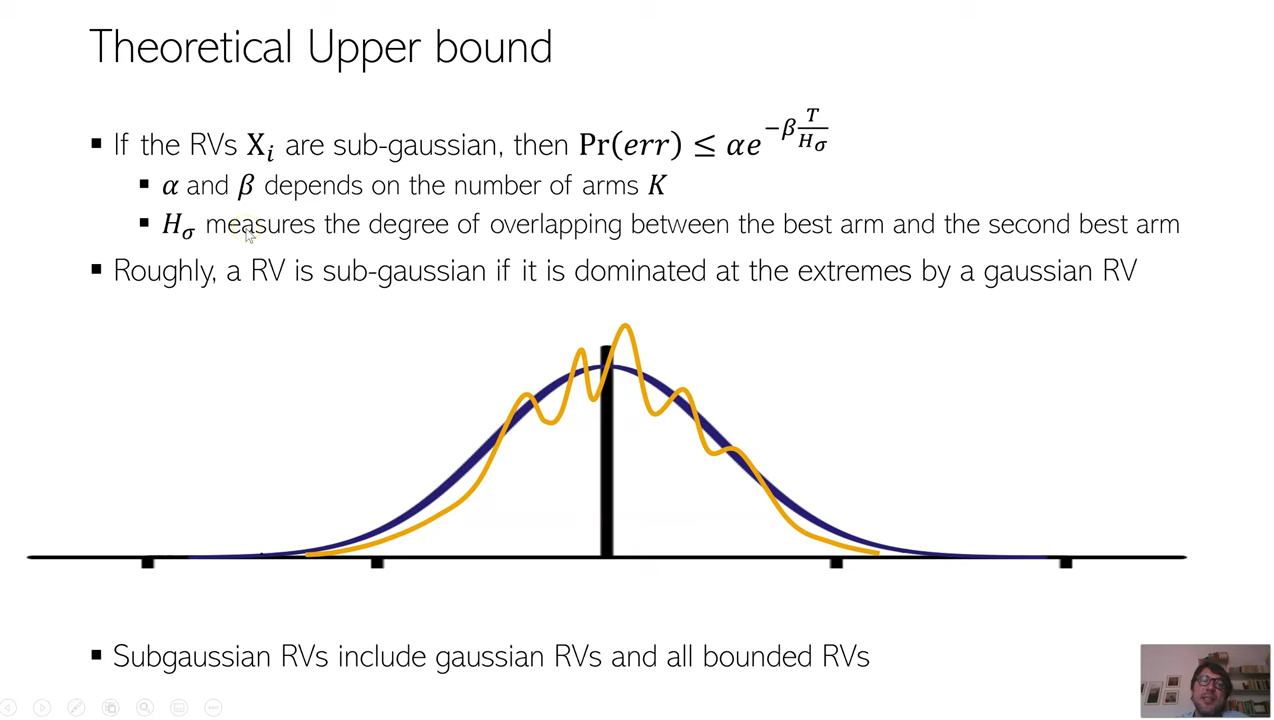 Theoretical Upper bound
▪ If the RVs Xᵢ are sub-gaussian, then Pr(err) ≤ αe^{−β T/H_σ}
▪ α and β depends on the number of arms K
▪ H_σ measures the degree of overlapping between the best arm and the second best arm
▪ Roughly, a RV is sub-gaussian if it is dominated at the extremes by a gaussian RV
▪ Subgaussian RVs include gaussian RVs and all bounded RVs